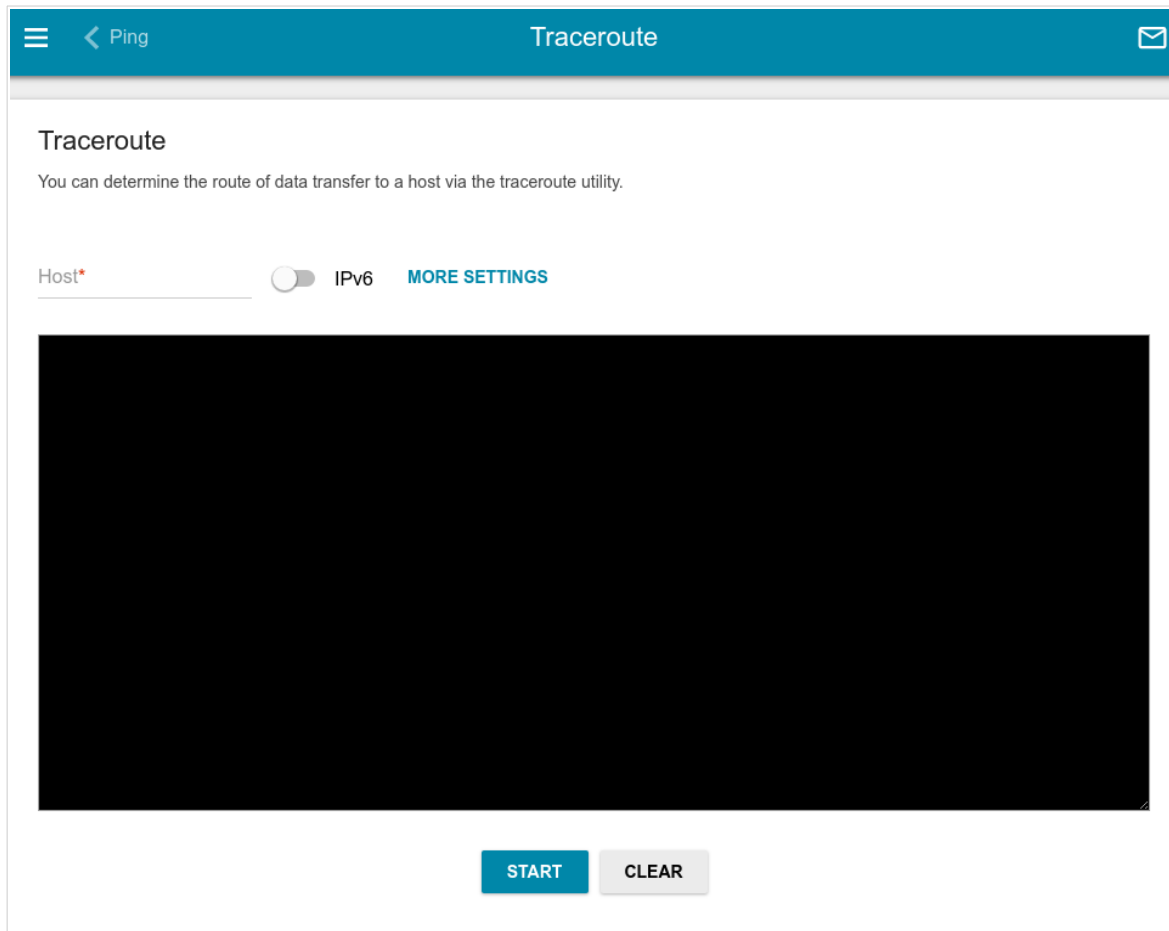 Ping
Traceroute
Traceroute
You can determine the route of data transfer to a host via the traceroute utility.
Host*
IPv6
MORE SETTINGS
START
CLEAR